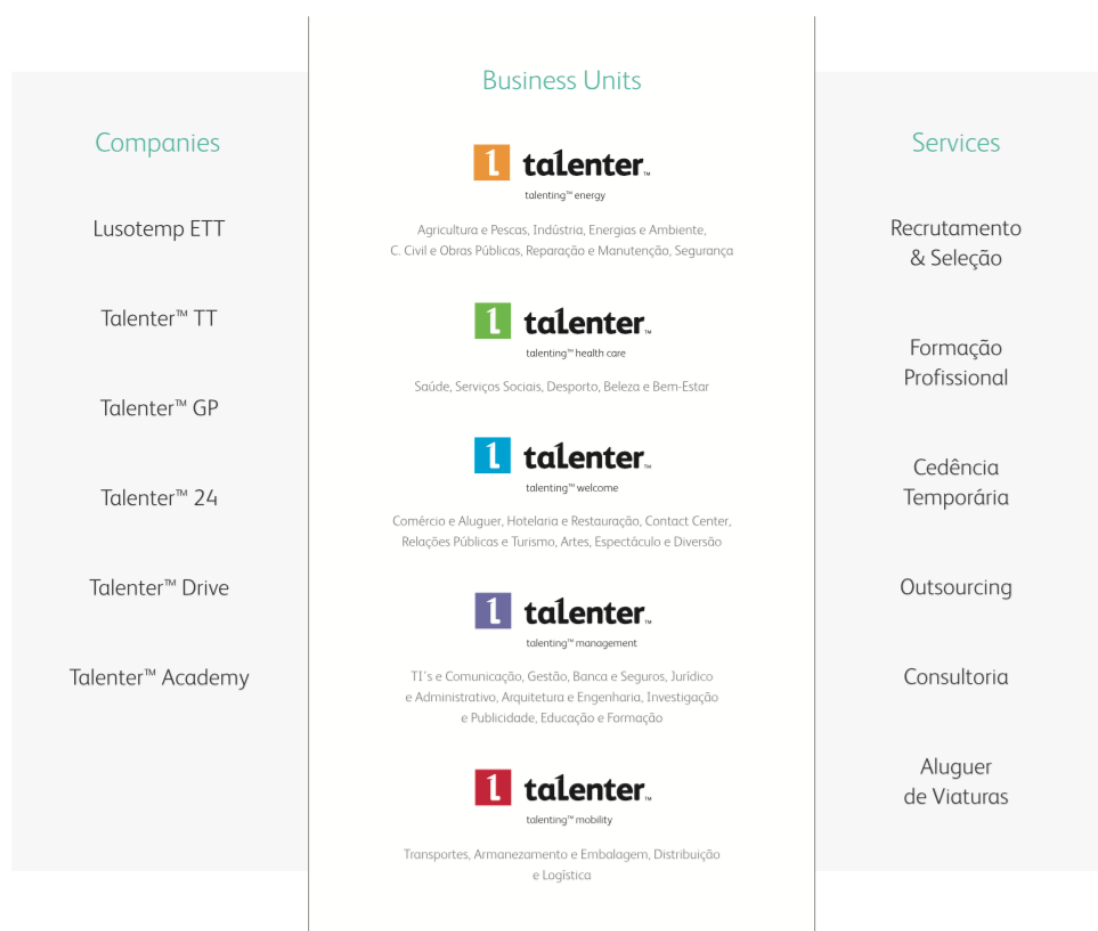 Companies
Lusotemp ETT
Talenter™ TT
Talenter™ GP
Talenter™ 24
Talenter™ Drive
Talenter™ Academy
Business Units
talenter™
talenting™ energy
Agricultura e Pescas, Indústria, Energias e Ambiente,
C. Civil e Obras Públicas, Reparação e Manutenção, Segurança
talenter™
talenting™ health care
Saúde, Serviços Sociais, Desporto, Beleza e Bem-Estar
talenter™
talenting™ welcome
Comércio e Aluguer, Hotelaria e Restauração, Contact Center,
Relações Públicas e Turismo, Artes, Espectáculo e Diversão
talenter™
talenting™ management
TI´s e Comunicação, Gestão, Banca e Seguros, Jurídico
e Administrativo, Arquitetura e Engenharia, Investigação
e Publicidade, Educação e Formação
talenter™
talenting™ mobility
Transportes, Armanezamento e Embalagem, Distribuição
e Logística
Services
Recrutamento
& Seleção
Formação
Profissional
Cedência
Temporária
Outsourcing
Consultoria
Aluguer
de Viaturas